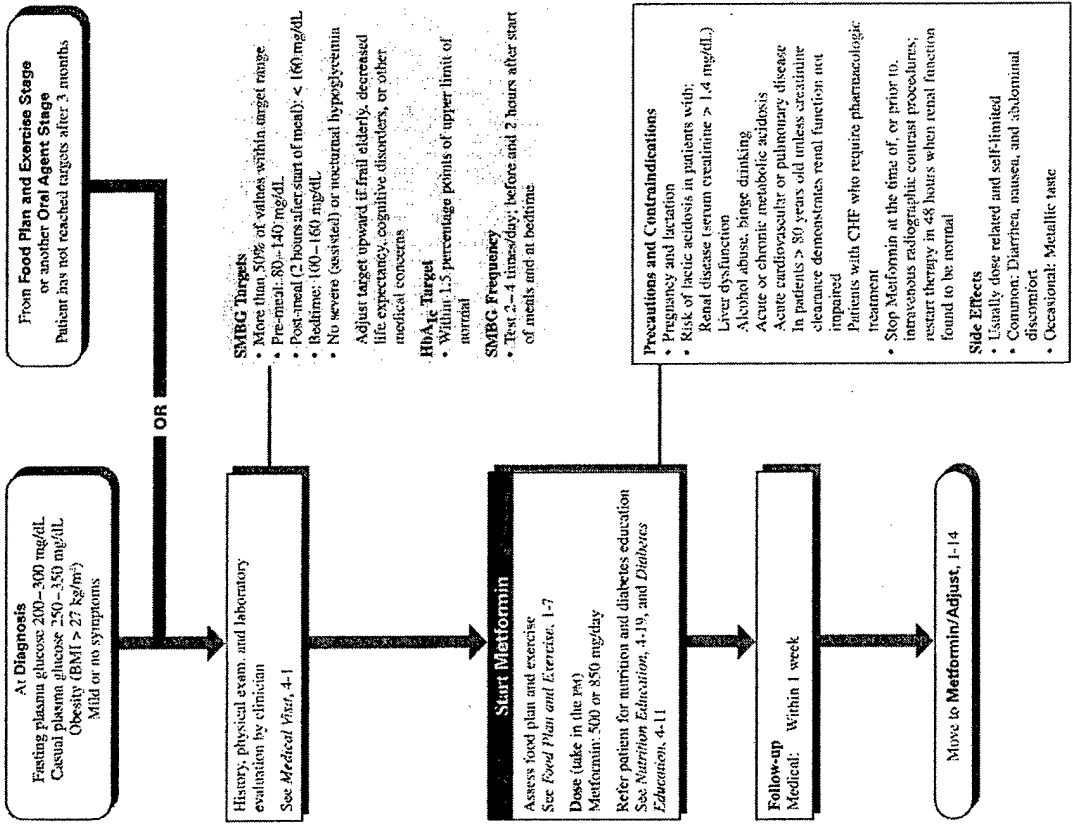 At Diagnosis
Fasting plasma glucose 200–300 mg/dL
Casual plasma glucose 250–350 mg/dL
Obesity (BMI > 27 kg/m²)
Mild or no symptoms
OR
From Food Plan and Exercise Stage
or another Oral Agent Stage
Patient has not reached targets after 3 months
History, physical exam, and laboratory
evaluation by clinician
See Medical Visit, 4-1
SMBG Targets
• More than 50% of values within target range
• Pre-meal: 80–140 mg/dL
• Post-meal (2 hours after start of meal): < 160 mg/dL
• Bedtime: 100–160 mg/dL
• No severe (assisted) or nocturnal hypoglycemia
Adjust target upward if frail elderly, decreased
life expectancy, cognitive disorders, or other
medical concerns
HbA1c Target
• Within 1.5 percentage points of upper limit of
normal
SMBG Frequency
• Test 2–4 times/day; before and 2 hours after start
of meals and at bedtime
Start Metformin
Assess food plan and exercise
See Food Plan and Exercise, 1-7
Dose (take in the PM)
Metformin: 500 or 850 mg/day
Refer patient for nutrition and diabetes education
See Nutrition Education, 4-19, and Diabetes
Education, 4-11
Precautions and Contraindications
• Pregnancy and lactation
• Risk of lactic acidosis in patients with:
Renal disease (serum creatinine > 1.4 mg/dL)
Liver dysfunction
Alcohol abuse, binge drinking
Acute or chronic metabolic acidosis
Acute cardiovascular or pulmonary disease
In patients > 80 years old unless creatinine
clearance demonstrates renal function not
impaired
Patients with CHF who require pharmacologic
treatment
• Stop Metformin at the time of, or prior to,
intravenous radiographic contrast procedures;
restart therapy in 48 hours when renal function
found to be normal
Side Effects
• Usually dose related and self-limited
• Common: Diarrhea, nausea, and abdominal
discomfort
• Occasional: Metallic taste
Follow-up
Medical: Within 1 week
Move to Metformin/Adjust, 1-14